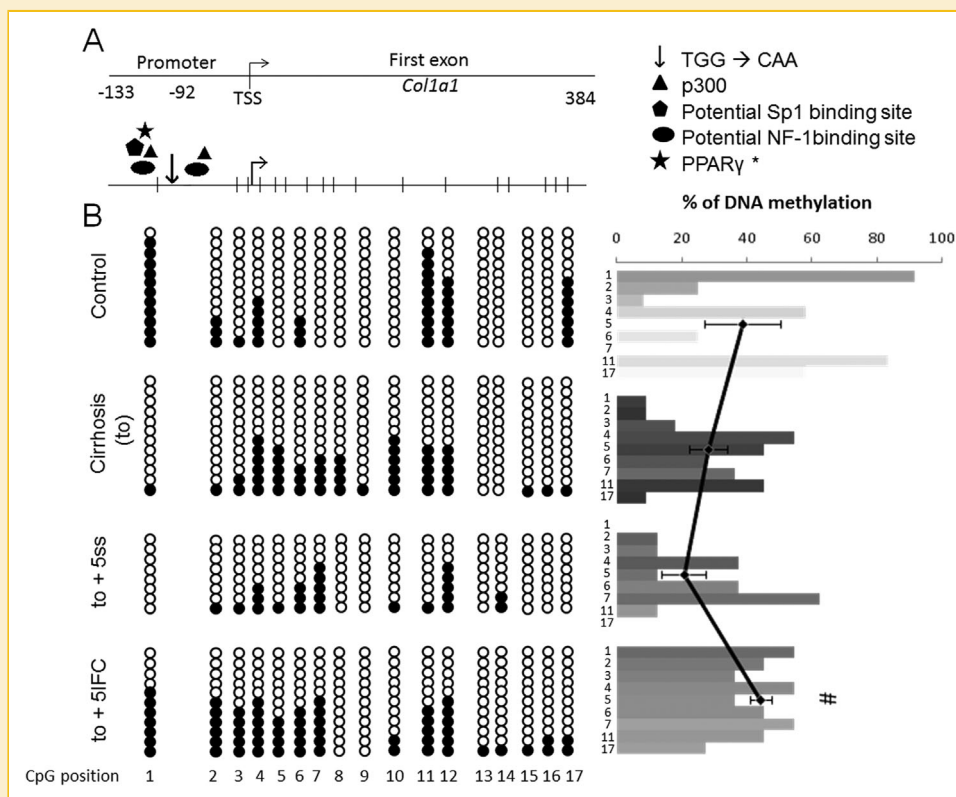 A
Promoter
First exon
-133
-92
TSS
Col1a1
384
TGG → CAA
p300
Potential Sp1 binding site
Potential NF-1binding site
PPARγ *
B
% of DNA methylation
0 20 40 60 80 100
Control
1
2
3
4
5
6
7
11
17
Cirrhosis
(to)
1
2
3
4
5
6
7
11
17
to + 5ss
1
2
3
4
5
6
7
11
17
to + 5IFC
1
2
3
4
5
6
7
11
17
#
CpG position 1 2 3 4 5 6 7 8 9 10 11 12 13 14 15 16 17